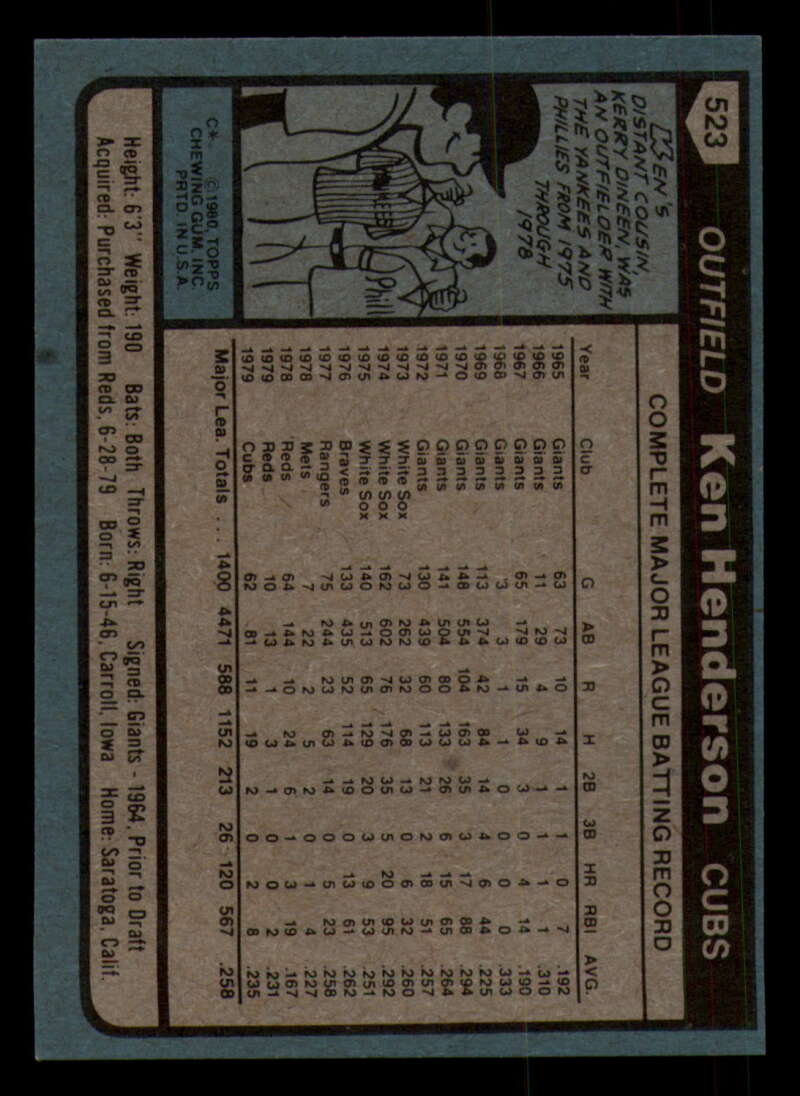 523 OUTFIELD Ken Henderson CUBS
KEN'S
DISTANT COUSIN,
KERRY DINEEN, WAS
AN OUTFIELDER WITH
THE YANKEES AND
PHILLIES FROM 1975
THROUGH
1978
YANKEES
Phill
C* © 1980, TOPPS
CHEWING GUM, INC.
PRTD. IN U.S.A.
COMPLETE MAJOR LEAGUE BATTING RECORD
Year Club G AB R H 2B 3B HR RBI AVG.
1965 Giants 63 73 10 14 1 1 0 7 .192
1966 Giants 11 29 4 9 1 1 1 1 .310
1967 Giants 65 179 15 34 3 0 4 14 .190
1968 Giants 3 3 1 1 0 0 0 0 .333
1969 Giants 113 374 42 84 14 4 6 44 .225
1970 Giants 148 554 104 163 35 3 17 88 .294
1971 Giants 141 504 80 133 26 6 15 65 .264
1972 Giants 130 439 60 113 21 2 18 51 .257
1973 White Sox 73 262 32 68 13 0 6 32 .260
1974 White Sox 162 602 76 176 35 5 20 95 .292
1975 White Sox 140 513 65 129 20 3 9 53 .251
1976 Braves 133 435 52 114 19 0 13 61 .262
1977 Rangers 75 244 23 63 14 0 5 23 .258
1978 Mets 7 22 2 5 2 0 1 4 .227
1978 Reds 64 144 10 24 6 1 3 19 .167
1979 Reds 10 13 1 3 1 0 0 2 .231
1979 Cubs 62 81 11 19 2 0 2 8 .235
Major Lea. Totals . . . 1400 4471 588 1152 213 26 120 567 .258
Height: 6'3" Weight: 190 Bats: Both Throws: Right Signed: Giants - 1964, Prior to Draft
Acquired: Purchased from Reds, 6-28-79 Born: 6-15-46, Carroll, Iowa Home: Saratoga, Calif.